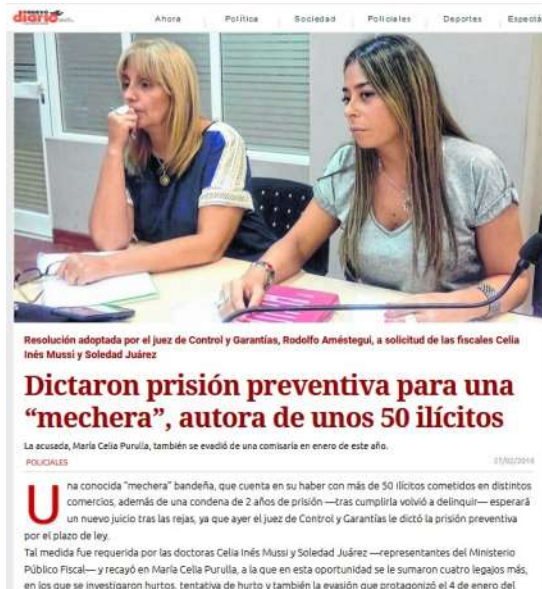 diario
Ahora Política Sociedad Policiales Deportes Espectá
Resolución adoptada por el juez de Control y Garantías, Rodolfo Améstegui, a solicitud de las fiscales Celia
Inés Mussi y Soledad Juárez
Dictaron prisión preventiva para una
“mechera”, autora de unos 50 ilícitos
La acusada, María Celia Purulla, también se evadió de una comisaría en enero de este año.
POLICIALES 27/02/2018
Una conocida “mechera” bandeña, que cuenta en su haber con más de 50 ilícitos cometidos en distintos
comercios, además de una condena de 2 años de prisión —tras cumplirla volvió a delinquir— esperará
un nuevo juicio tras las rejas, ya que ayer el juez de Control y Garantías le dictó la prisión preventiva
por el plazo de ley.
Tal medida fue requerida por las doctoras Celia Inés Mussi y Soledad Juárez —representantes del Ministerio
Público Fiscal— y recayó en María Celia Purulla, a la que en esta oportunidad se le sumaron cuatro legajos más,
en los que se investigaron hurtos, tentativa de hurto y también la evasión que protagonizó el 4 de enero del